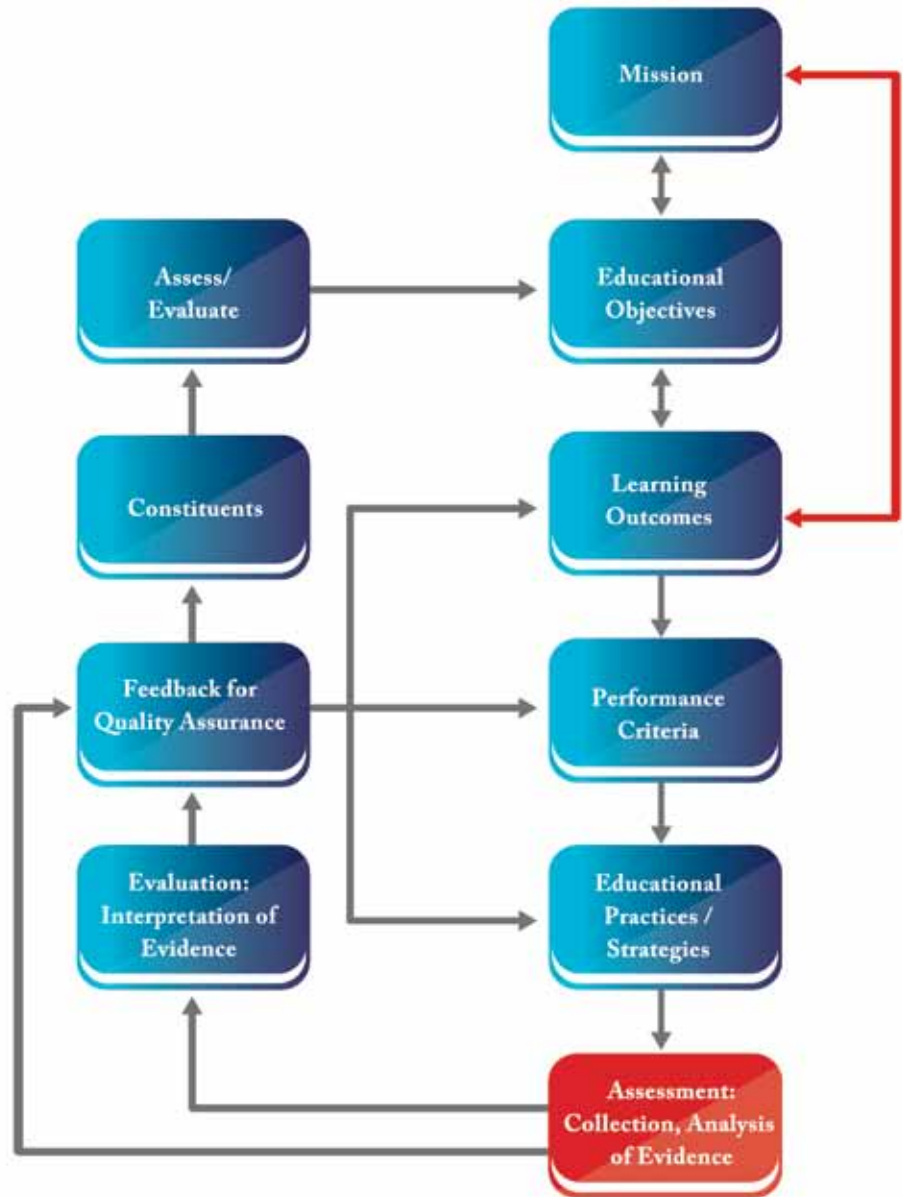 Mission
Assess/
Evaluate
Educational
Objectives
Constituents
Learning
Outcomes
Feedback for
Quality Assurance
Performance
Criteria
Evaluation:
Interpretation of
Evidence
Educational
Practices /
Strategies
Assessment:
Collection, Analysis
of Evidence